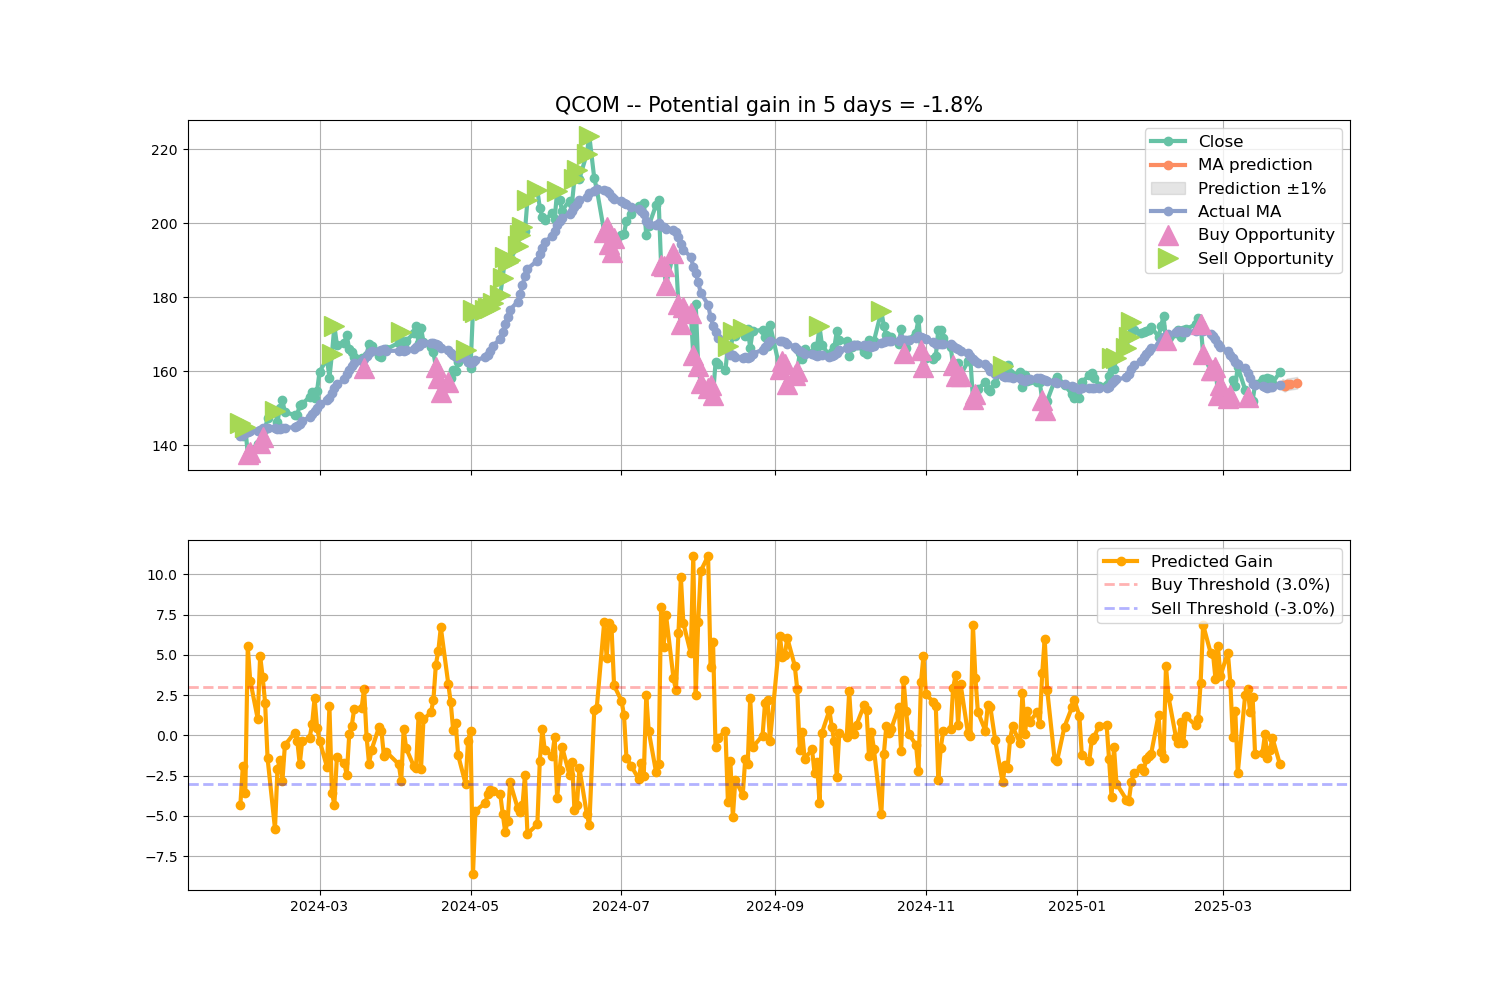 QCOM -- Potential gain in 5 days = -1.8%
220
200
180
160
140
Close
MA prediction
Prediction ±1%
Actual MA
Buy Opportunity
Sell Opportunity
10.0
7.5
5.0
2.5
0.0
−2.5
−5.0
−7.5
Predicted Gain
Buy Threshold (3.0%)
Sell Threshold (-3.0%)
2024-03 2024-05 2024-07 2024-09 2024-11 2025-01 2025-03